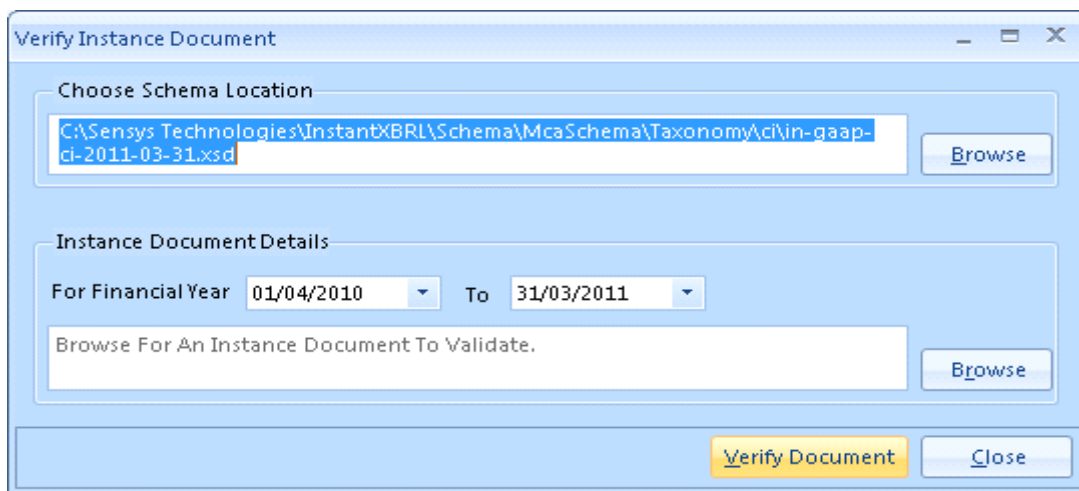 Verify Instance Document
Choose Schema Location
C:\Sensys Technologies\InstantXBRL\Schema\McaSchema\Taxonomy\ci\in-gaap-
ci-2011-03-31.xsd
Browse
Instance Document Details
For Financial Year 01/04/2010 To 31/03/2011
Browse For An Instance Document To Validate.
Browse
Verify Document Close